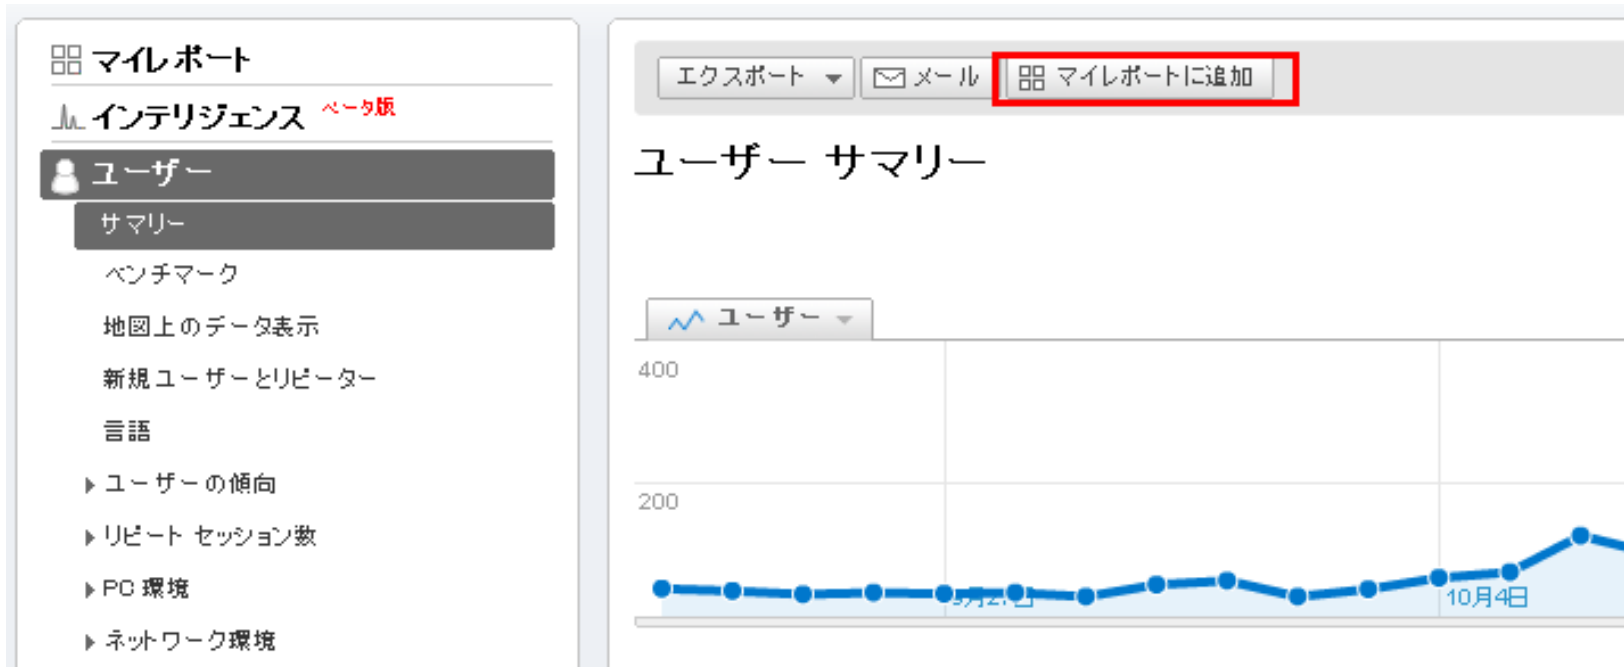 マイレポート
インテリジェンス ベータ版
ユーザー
サマリー
ベンチマーク
地図上のデータ表示
新規ユーザーとリピーター
言語
ユーザーの傾向
リピート セッション数
PC 環境
ネットワーク環境
エクスポート メール マイレポートに追加
ユーザー サマリー
ユーザー
400
200
10月4日